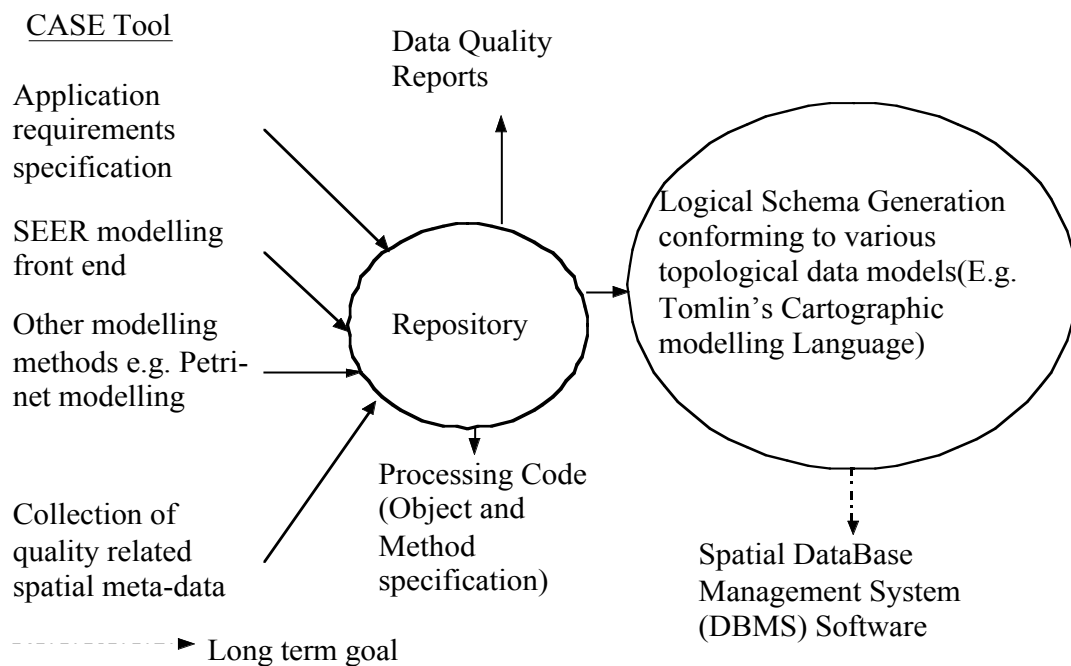 CASE Tool
Application
requirements
specification
SEER modelling
front end
Other modelling
methods e.g. Petri-
net modelling
Collection of
quality related
spatial meta-data
Data Quality
Reports
Repository
Processing Code
(Object and
Method
specification)
Logical Schema Generation
conforming to various
topological data models(E.g.
Tomlin’s Cartographic
modelling Language)
Spatial DataBase
Management System
(DBMS) Software
Long term goal